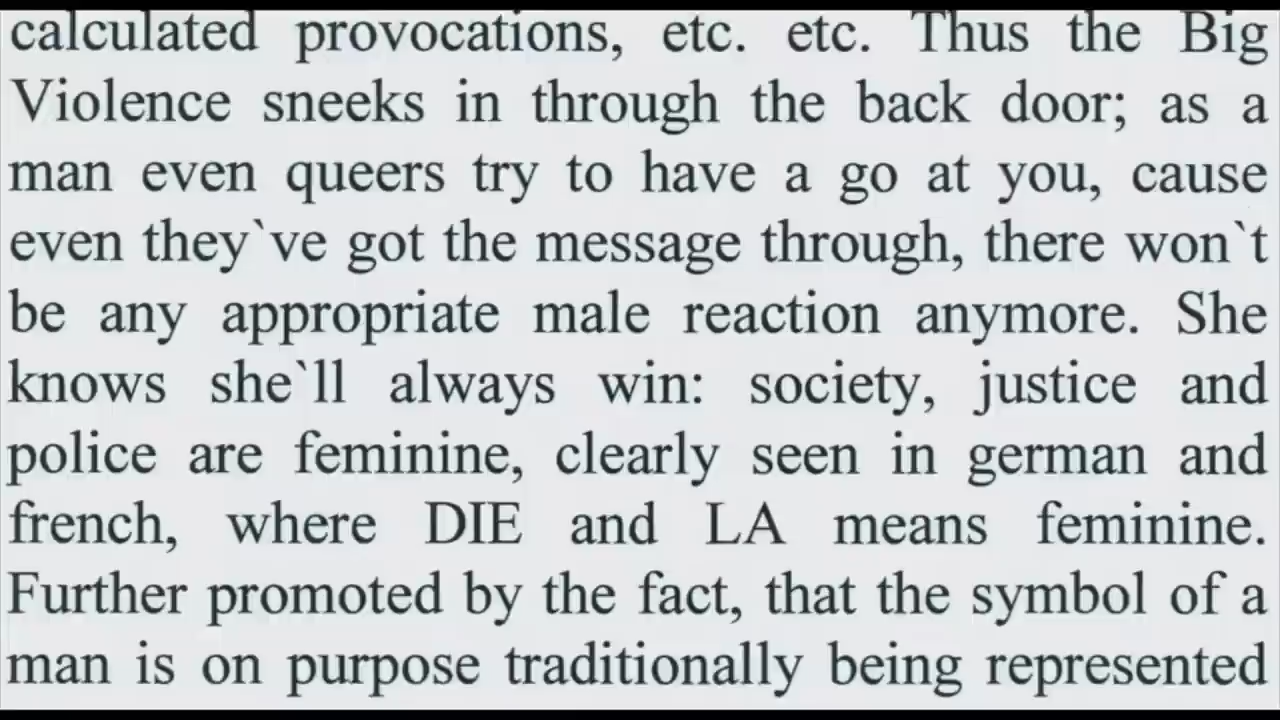 calculated provocations, etc. etc. Thus the Big
Violence sneeks in through the back door; as a
man even queers try to have a go at you, cause
even they`ve got the message through, there won`t
be any appropriate male reaction anymore. She
knows she`ll always win: society, justice and
police are feminine, clearly seen in german and
french, where DIE and LA means feminine.
Further promoted by the fact, that the symbol of a
man is on purpose traditionally being represented